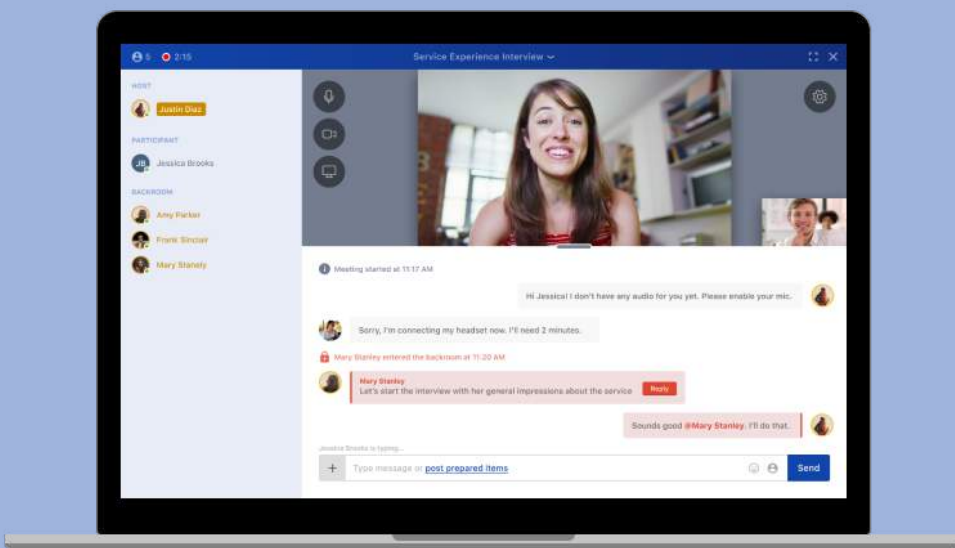 5 2:15 Service Experience Interview
HOST
Justin Diaz
PARTICIPANT
JB Jessica Brooks
BACKROOM
Amy Parker
Frank Sinclair
Mary Stanely
Meeting started at 11:17 AM
Hi Jessica! I don't have any audio for you yet. Please enable your mic.
Sorry, I'm connecting my headset now. I'll need 2 minutes.
Mary Stanley entered the backroom at 11:20 AM
Mary Stanley
Let's start the interview with her general impressions about the service Reply
Sounds good @Mary Stanley. I'll do that.
Jessica Brooks is typing...
+ Type message or post prepared items Send